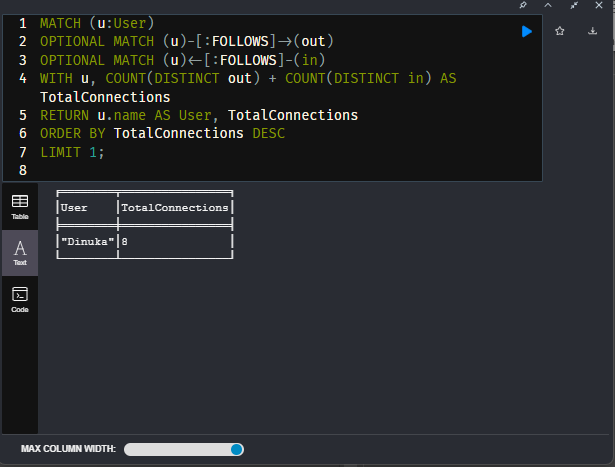 1 MATCH (u:User)
2 OPTIONAL MATCH (u)-[:FOLLOWS]->(out)
3 OPTIONAL MATCH (u)<-[:FOLLOWS]-(in)
4 WITH u, COUNT(DISTINCT out) + COUNT(DISTINCT in) AS
TotalConnections
5 RETURN u.name AS User, TotalConnections
6 ORDER BY TotalConnections DESC
7 LIMIT 1;
8
Table
User TotalConnections
"Dinuka" 8
Text
Code
MAX COLUMN WIDTH: